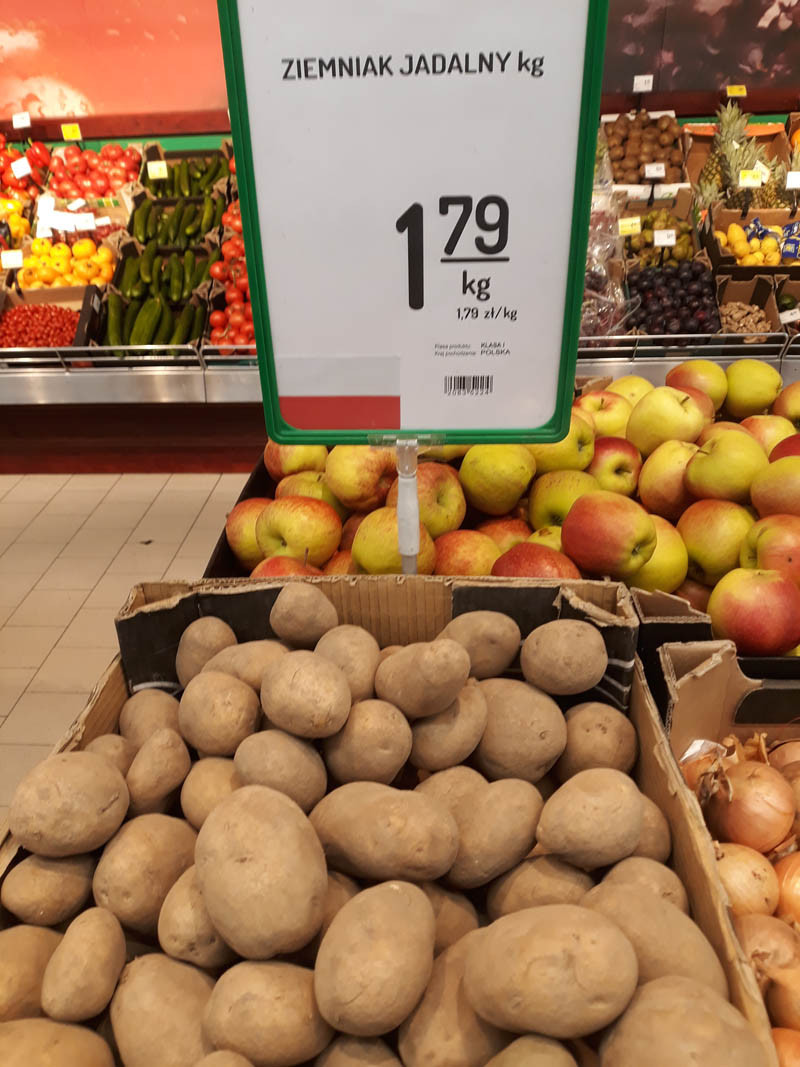 ZIEMNIAK JADALNY kg
1 79
kg
1,79 zł/kg
Klasa produktu: KLASA I
Kraj pochodzenia: POLSKA